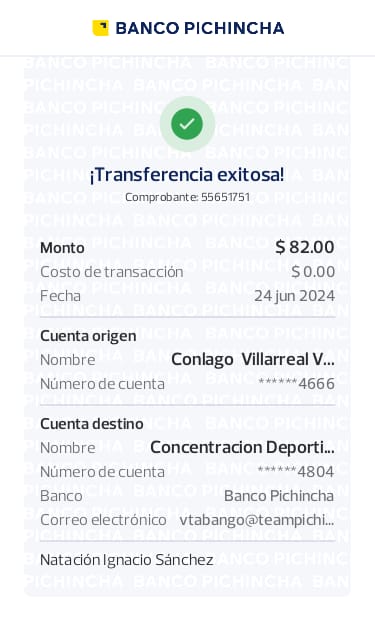 BANCO PICHINCHA
¡Transferencia exitosa!
Comprobante: 55651751
Monto $ 82.00
Costo de transacción $ 0.00
Fecha 24 jun 2024
Cuenta origen
Nombre Conlago Villarreal V...
Número de cuenta ******4666
Cuenta destino
Nombre Concentracion Deporti...
Número de cuenta ******4804
Banco Banco Pichincha
Correo electrónico vtabango@teampichi...
Natación Ignacio Sánchez